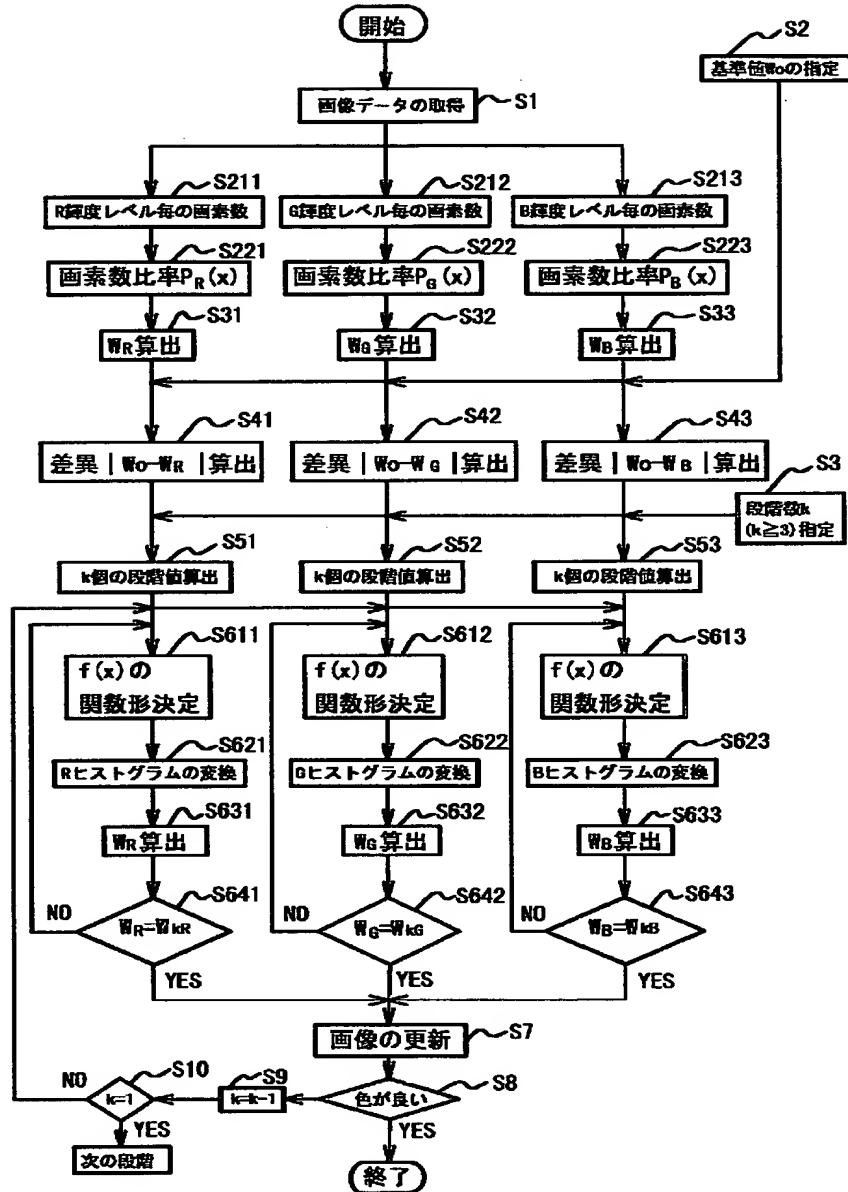 開始
S2
基準値W0の指定
画像データの取得
S1
S211
S212
S213
R輝度レベル毎の画素数
G輝度レベル毎の画素数
B輝度レベル毎の画素数
S221
S222
S223
画素数比率PR(x)
画素数比率PG(x)
画素数比率PB(x)
S31
S32
S33
WR算出
WG算出
WB算出
S41
S42
S43
差異|W0-WR|算出
差異|W0-WG|算出
差異|W0-WB|算出
S3
段階数k
(k≧3)指定
S51
S52
S53
k個の段階値算出
k個の段階値算出
k個の段階値算出
S611
S612
S613
f(x)の
関数形決定
f(x)の
関数形決定
f(x)の
関数形決定
S621
S622
S623
Rヒストグラムの変換
Gヒストグラムの変換
Bヒストグラムの変換
S631
S632
S633
WR算出
WG算出
WB算出
S641
S642
S643
NO
WR=WkR
NO
WG=WkG
NO
WB=WkB
YES
YES
YES
S7
画像の更新
S10
S9
S8
NO
k=1
k=k-1
色が良い
YES
YES
次の段階
終了